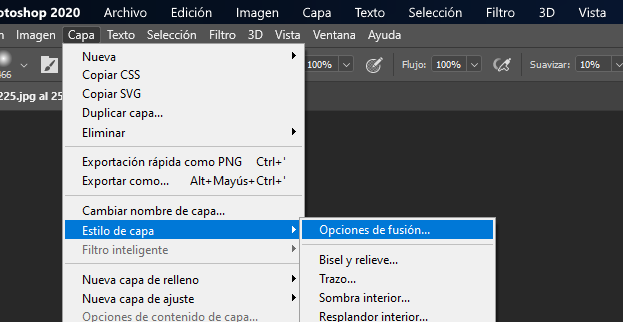 otoshop 2020 Archivo Edición Imagen Capa Texto Selección Filtro 3D Vista
n Imagen Capa Texto Selección Filtro 3D Vista Ventana Ayuda
466 100% Flujo: 100% Suavizar: 10%
225.jpg al 25
Nueva
Copiar CSS
Copiar SVG
Duplicar capa...
Eliminar
Exportación rápida como PNG Ctrl+'
Exportar como... Alt+Mayús+Ctrl+'
Cambiar nombre de capa...
Estilo de capa
Opciones de fusión...
Filtro inteligente
Bisel y relieve...
Nueva capa de relleno
Trazo...
Nueva capa de ajuste
Sombra interior...
Opciones de contenido de capa...
Resplandor interior...